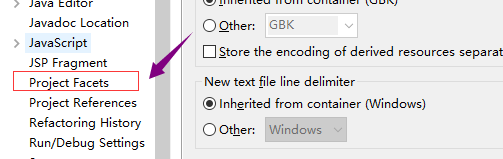 Java Editor
Javadoc Location
JavaScript
JSP Fragment
Project Facets
Project References
Refactoring History
Run/Debug Settings
Inherited from container (GBK)
Other:
GBK
Store the encoding of derived resources separat
New text file line delimiter
Inherited from container (Windows)
Other:
Windows